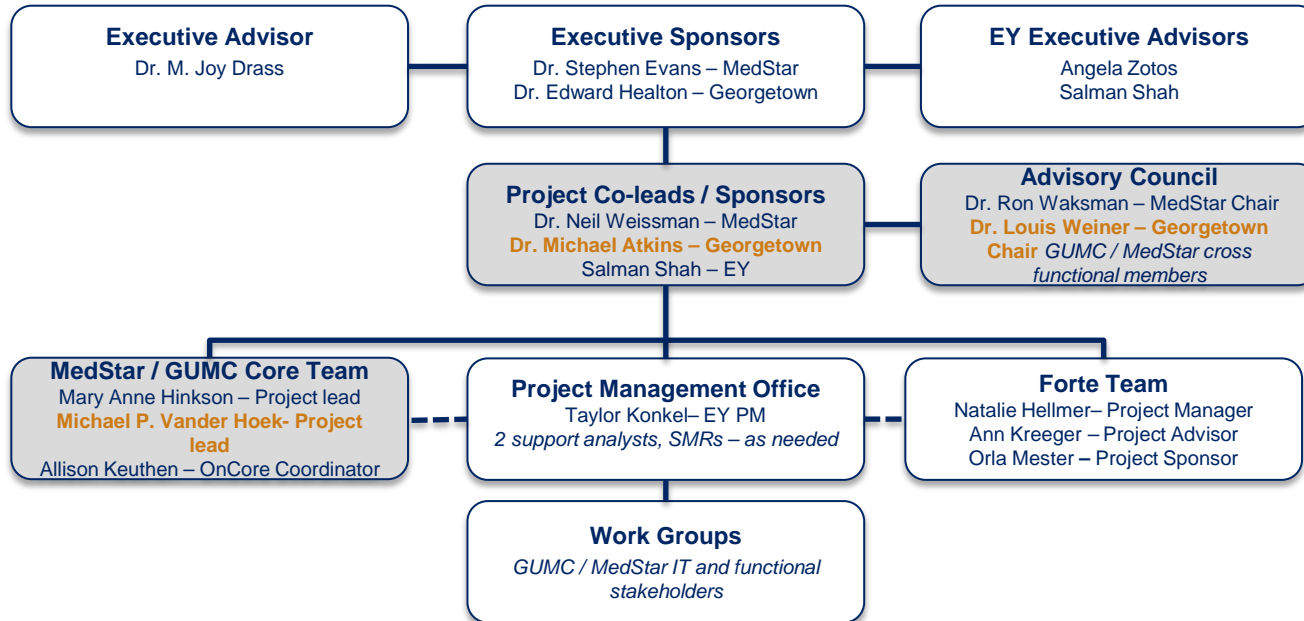 Executive Advisor
Dr. M. Joy Drass
Executive Sponsors
Dr. Stephen Evans – MedStar
Dr. Edward Healton – Georgetown
EY Executive Advisors
Angela Zotos
Salman Shah
Project Co-leads / Sponsors
Dr. Neil Weissman – MedStar
Dr. Michael Atkins – Georgetown
Salman Shah – EY
Advisory Council
Dr. Ron Waksman – MedStar Chair
Dr. Louis Weiner – Georgetown
Chair GUMC / MedStar cross
functional members
MedStar / GUMC Core Team
Mary Anne Hinkson – Project lead
Michael P. Vander Hoek- Project
lead
Allison Keuthen – OnCore Coordinator
Project Management Office
Taylor Konkel– EY PM
2 support analysts, SMRs – as needed
Forte Team
Natalie Hellmer– Project Manager
Ann Kreeger – Project Advisor
Orla Mester – Project Sponsor
Work Groups
GUMC / MedStar IT and functional
stakeholders